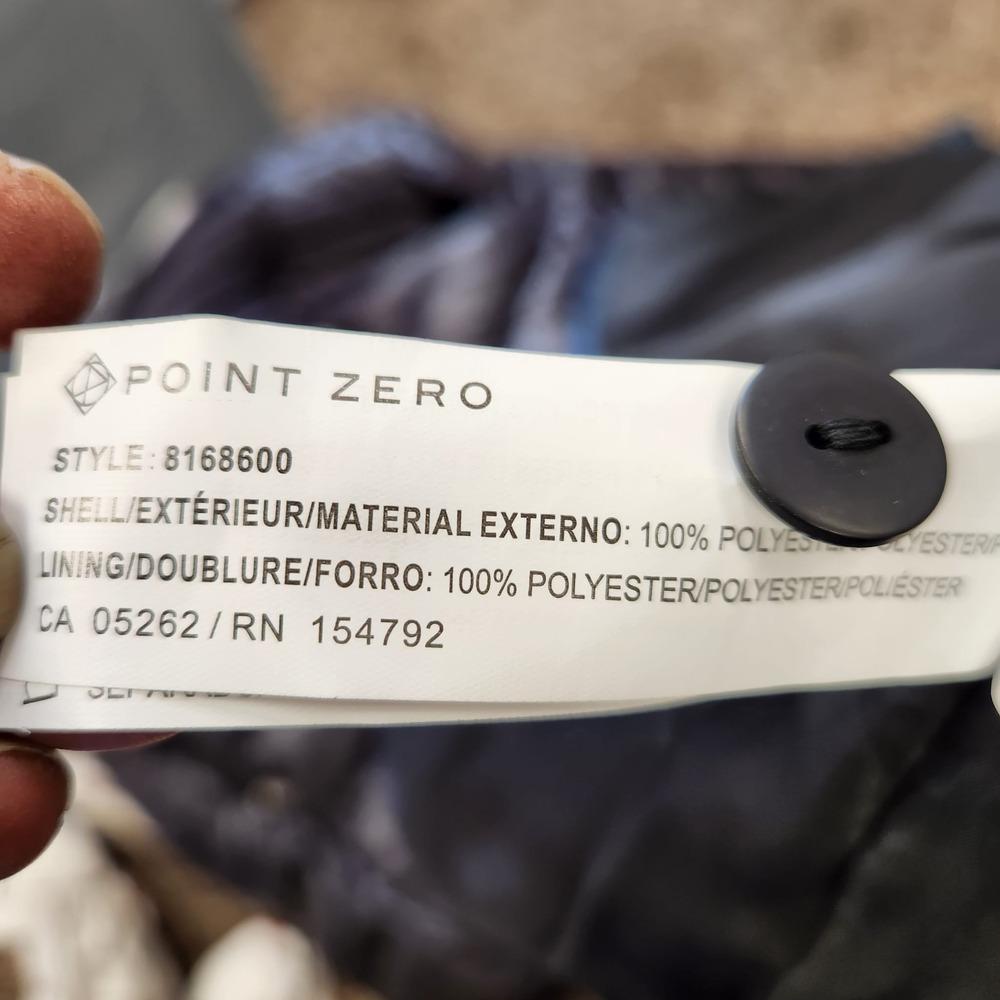 POINT ZERO
STYLE: 8168600
SHELL/EXTÉRIEUR/MATERIAL EXTERNO: 100% POLYESTER/POLYESTER/P
LINING/DOUBLURE/FORRO: 100% POLYESTER/POLYESTER/POLIÉSTER
CA 05262 / RN 154792